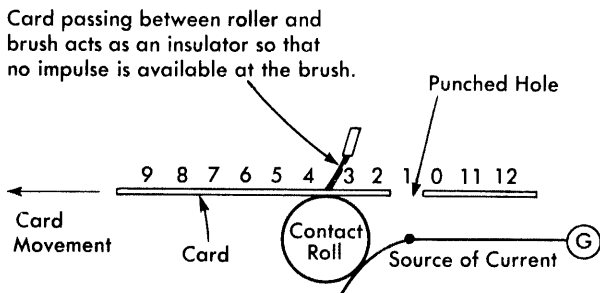 Card passing between roller and
brush acts as an insulator so that
no impulse is available at the brush.
Punched Hole
9 8 7 6 5 4 3 2 1 0 11 12
Card
Movement
Card
Contact
Roll
Source of Current
G